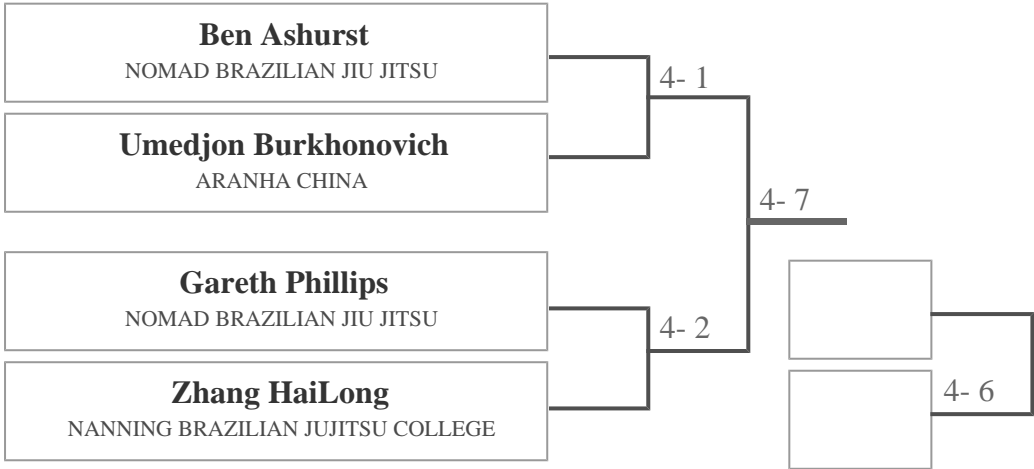 Ben Ashurst
NOMAD BRAZILIAN JIU JITSU
4- 1
Umedjon Burkhonovich
ARANHA CHINA
4- 7
Gareth Phillips
NOMAD BRAZILIAN JIU JITSU
4- 2
Zhang HaiLong
NANNING BRAZILIAN JUJITSU COLLEGE
4- 6